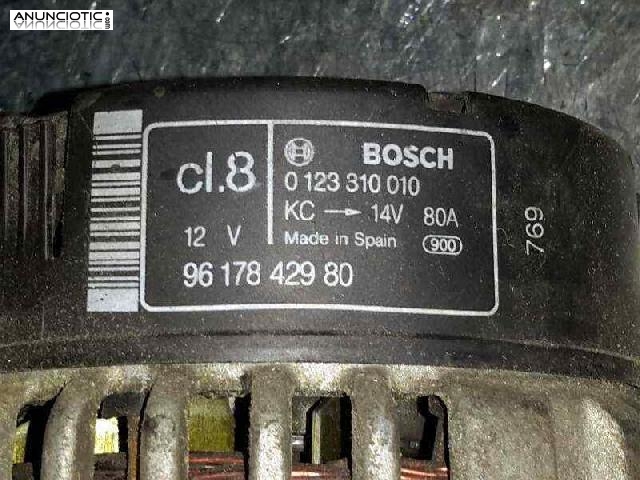 ANUNCIOTIC.com
cl.8
BOSCH
0 123 310 010
KC → 14V 80A
12 V
Made in Spain 900
96 178 429 80
769